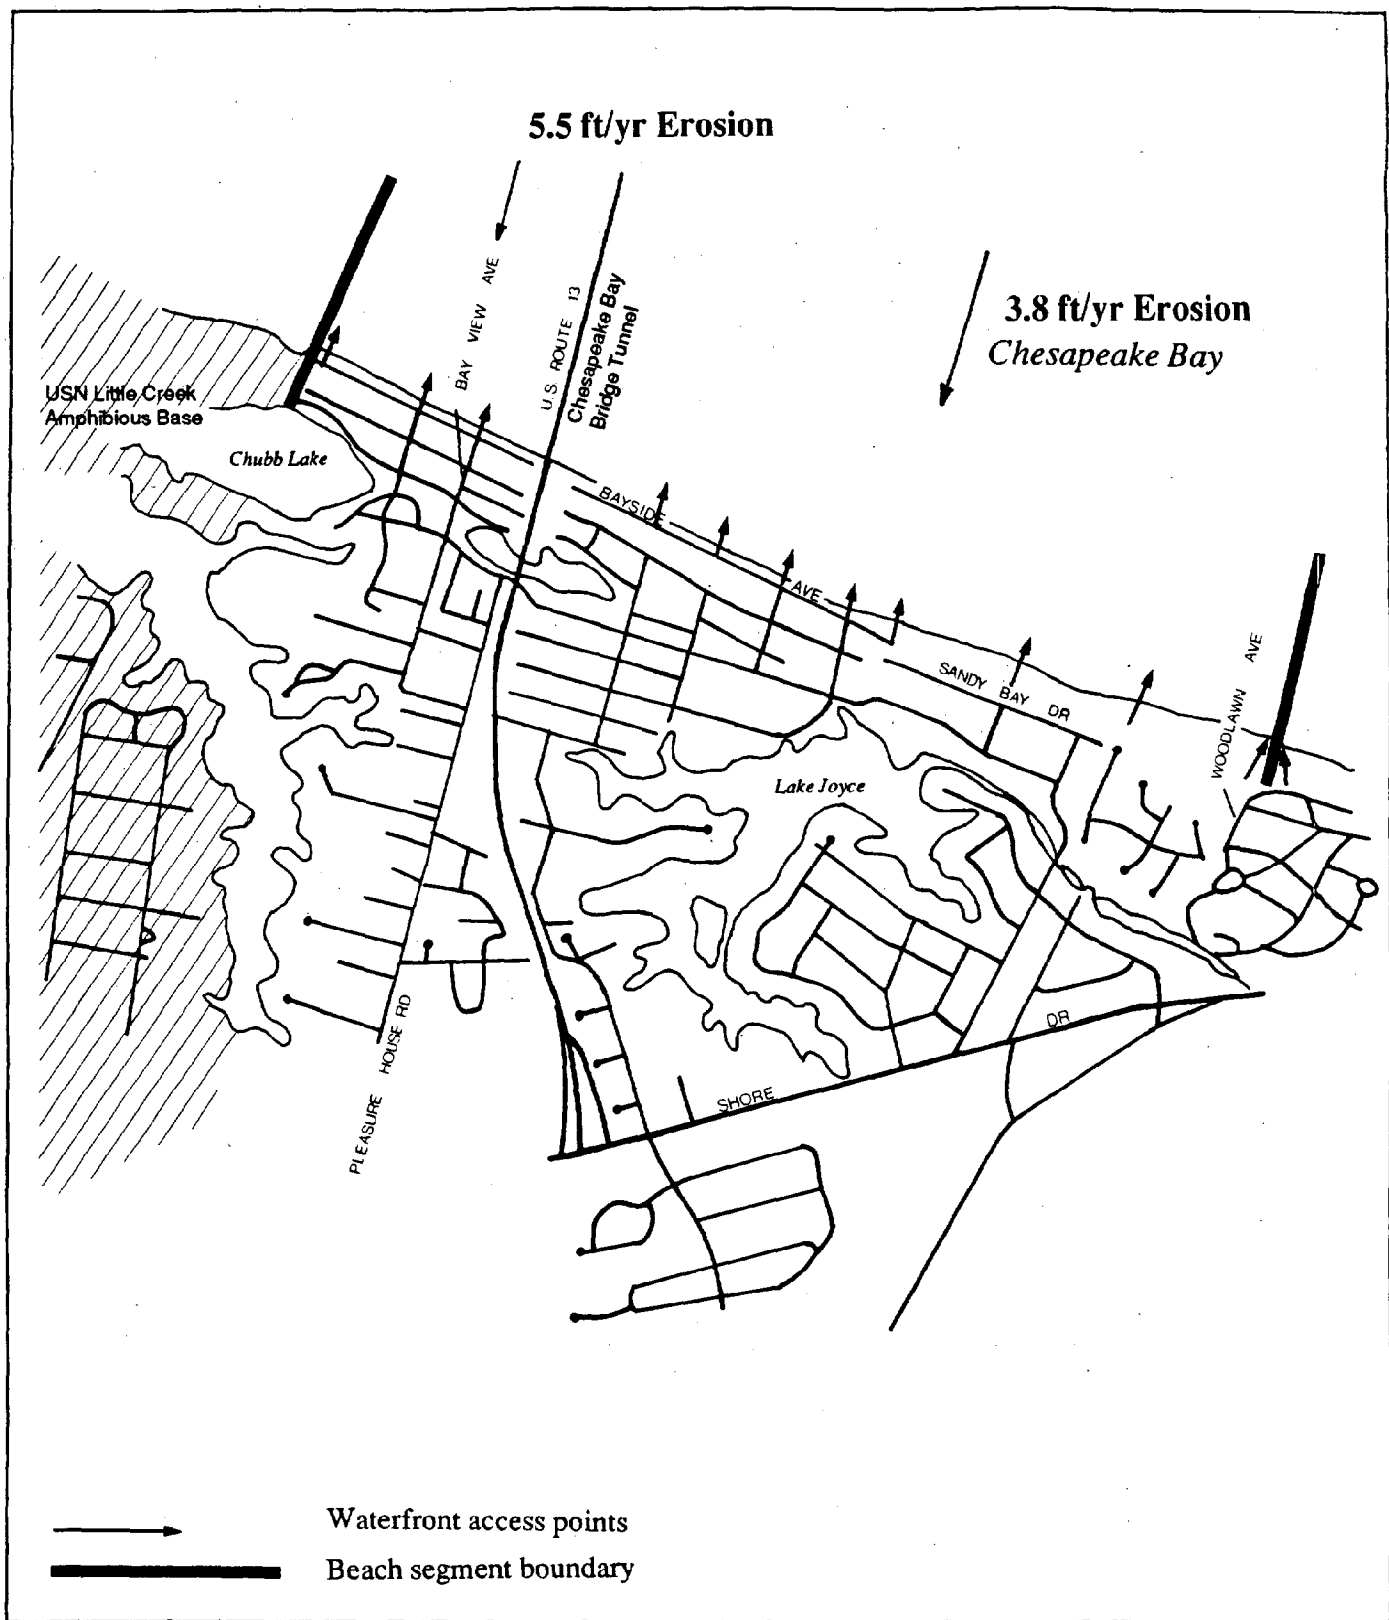 5.5 ft/yr Erosion
BAY VIEW AVE
U.S. ROUTE 13
Chesapeake Bay
Bridge Tunnel
3.8 ft/yr Erosion
Chesapeake Bay
USN Little Creek
Amphibious Base
Chubb Lake
BAYSIDE AVE
SANDY BAY DR
WOODLAWN AVE
Lake Joyce
PLEASURE HOUSE RD
SHORE DR
Waterfront access points
Beach segment boundary